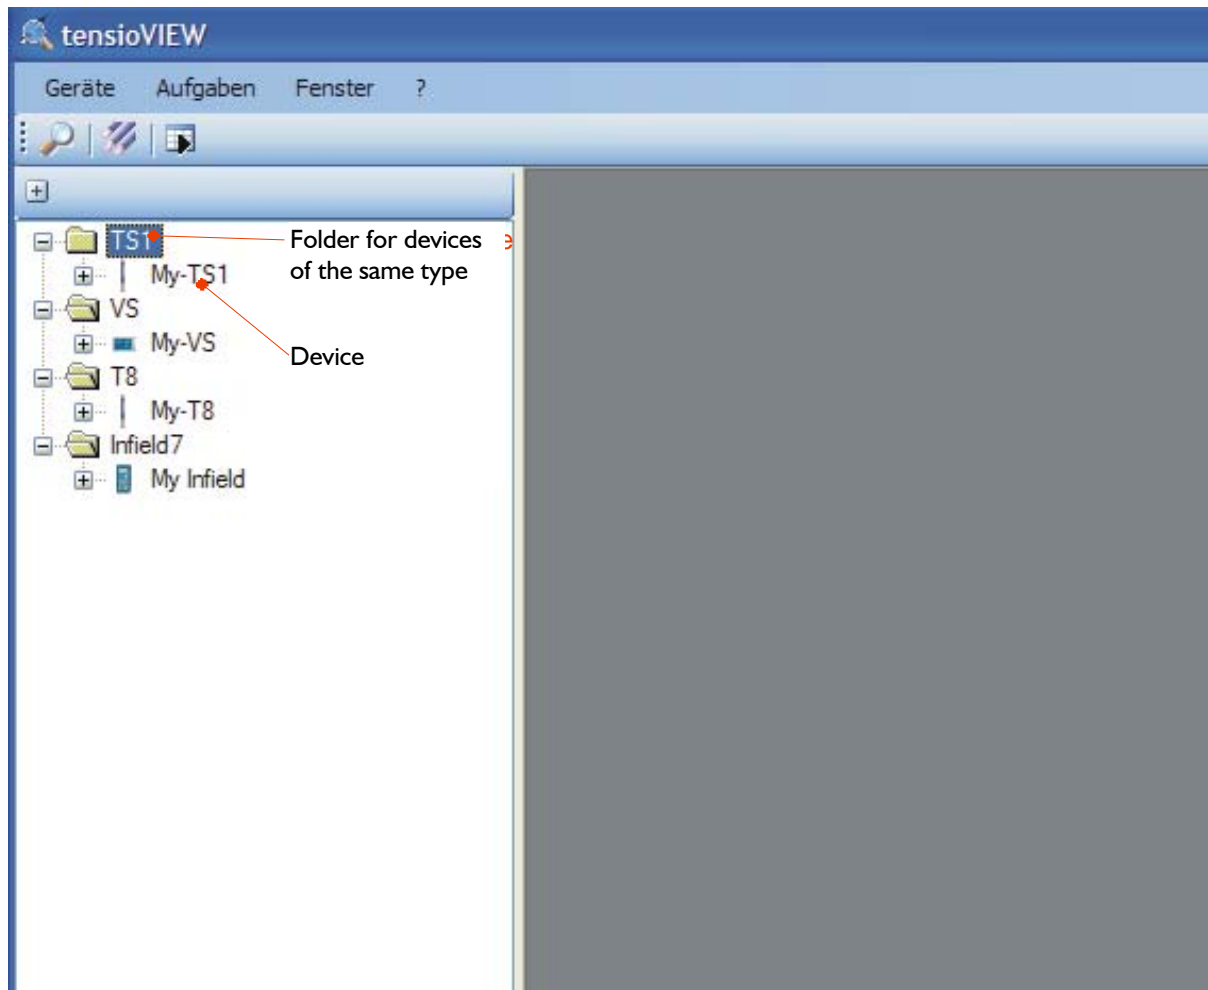 tensioVIEW
Geräte Aufgaben Fenster ?
TS1
Folder for devices
of the same type
e
My-TS1
VS
My-VS
Device
T8
My-T8
Infield7
My Infield